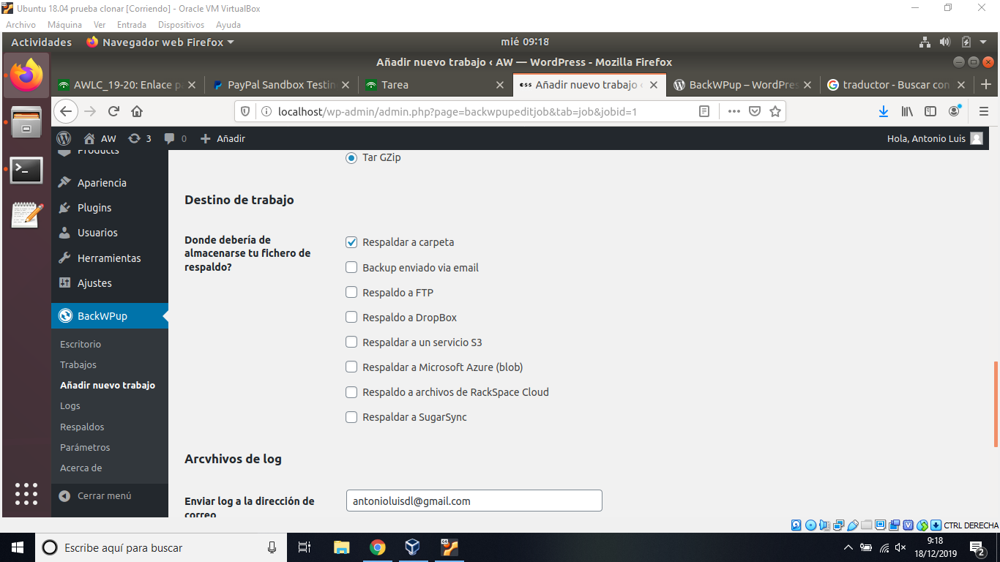 Ubuntu 18.04 prueba clonar [Corriendo] - Oracle VM VirtualBox
Archivo Máquina Ver Entrada Dispositivos Ayuda
Actividades Navegador web Firefox mié 09:18
Añadir nuevo trabajo ‹ AW — WordPress - Mozilla Firefox
AWLC_19-20: Enlace pa PayPal Sandbox Testin Tarea Añadir nuevo trabajo ‹ BackWPup – WordPres traductor - Buscar con
localhost/wp-admin/admin.php?page=backwpupeditjob&tab=job&jobid=1
AW 3 0 Añadir Hola, Antonio Luis
Products
Apariencia
Plugins
Usuarios
Herramientas
Ajustes
BackWPup
Escritorio
Trabajos
Añadir nuevo trabajo
Logs
Respaldos
Parámetros
Acerca de
Cerrar menú
Tar GZip
Destino de trabajo
Donde debería de
almacenarse tu fichero de
respaldo?
Respaldar a carpeta
Backup enviado via email
Respaldo a FTP
Respaldo a DropBox
Respaldar a un servicio S3
Respaldar a Microsoft Azure (blob)
Respaldo a archivos de RackSpace Cloud
Respaldar a SugarSync
Arcvhivos de log
Enviar log a la dirección de
correo
antonioluisdl@gmail.com
CTRL DERECHA
Escribe aquí para buscar
9:18
18/12/2019
2